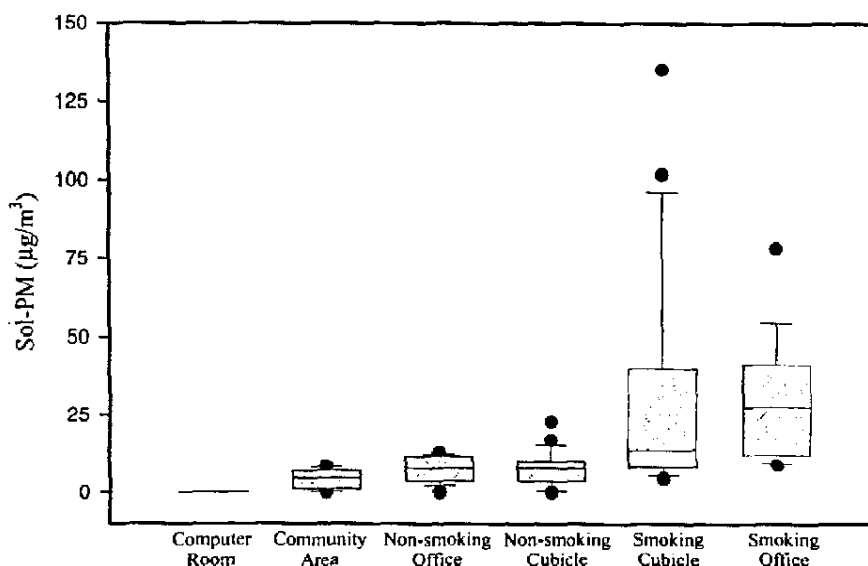 150
125
100
75
50
25
0
Sol-PM (µg/m³)
Computer Room
Community Area
Non-smoking Office
Non-smoking Cubicle
Smoking Cubicle
Smoking Office